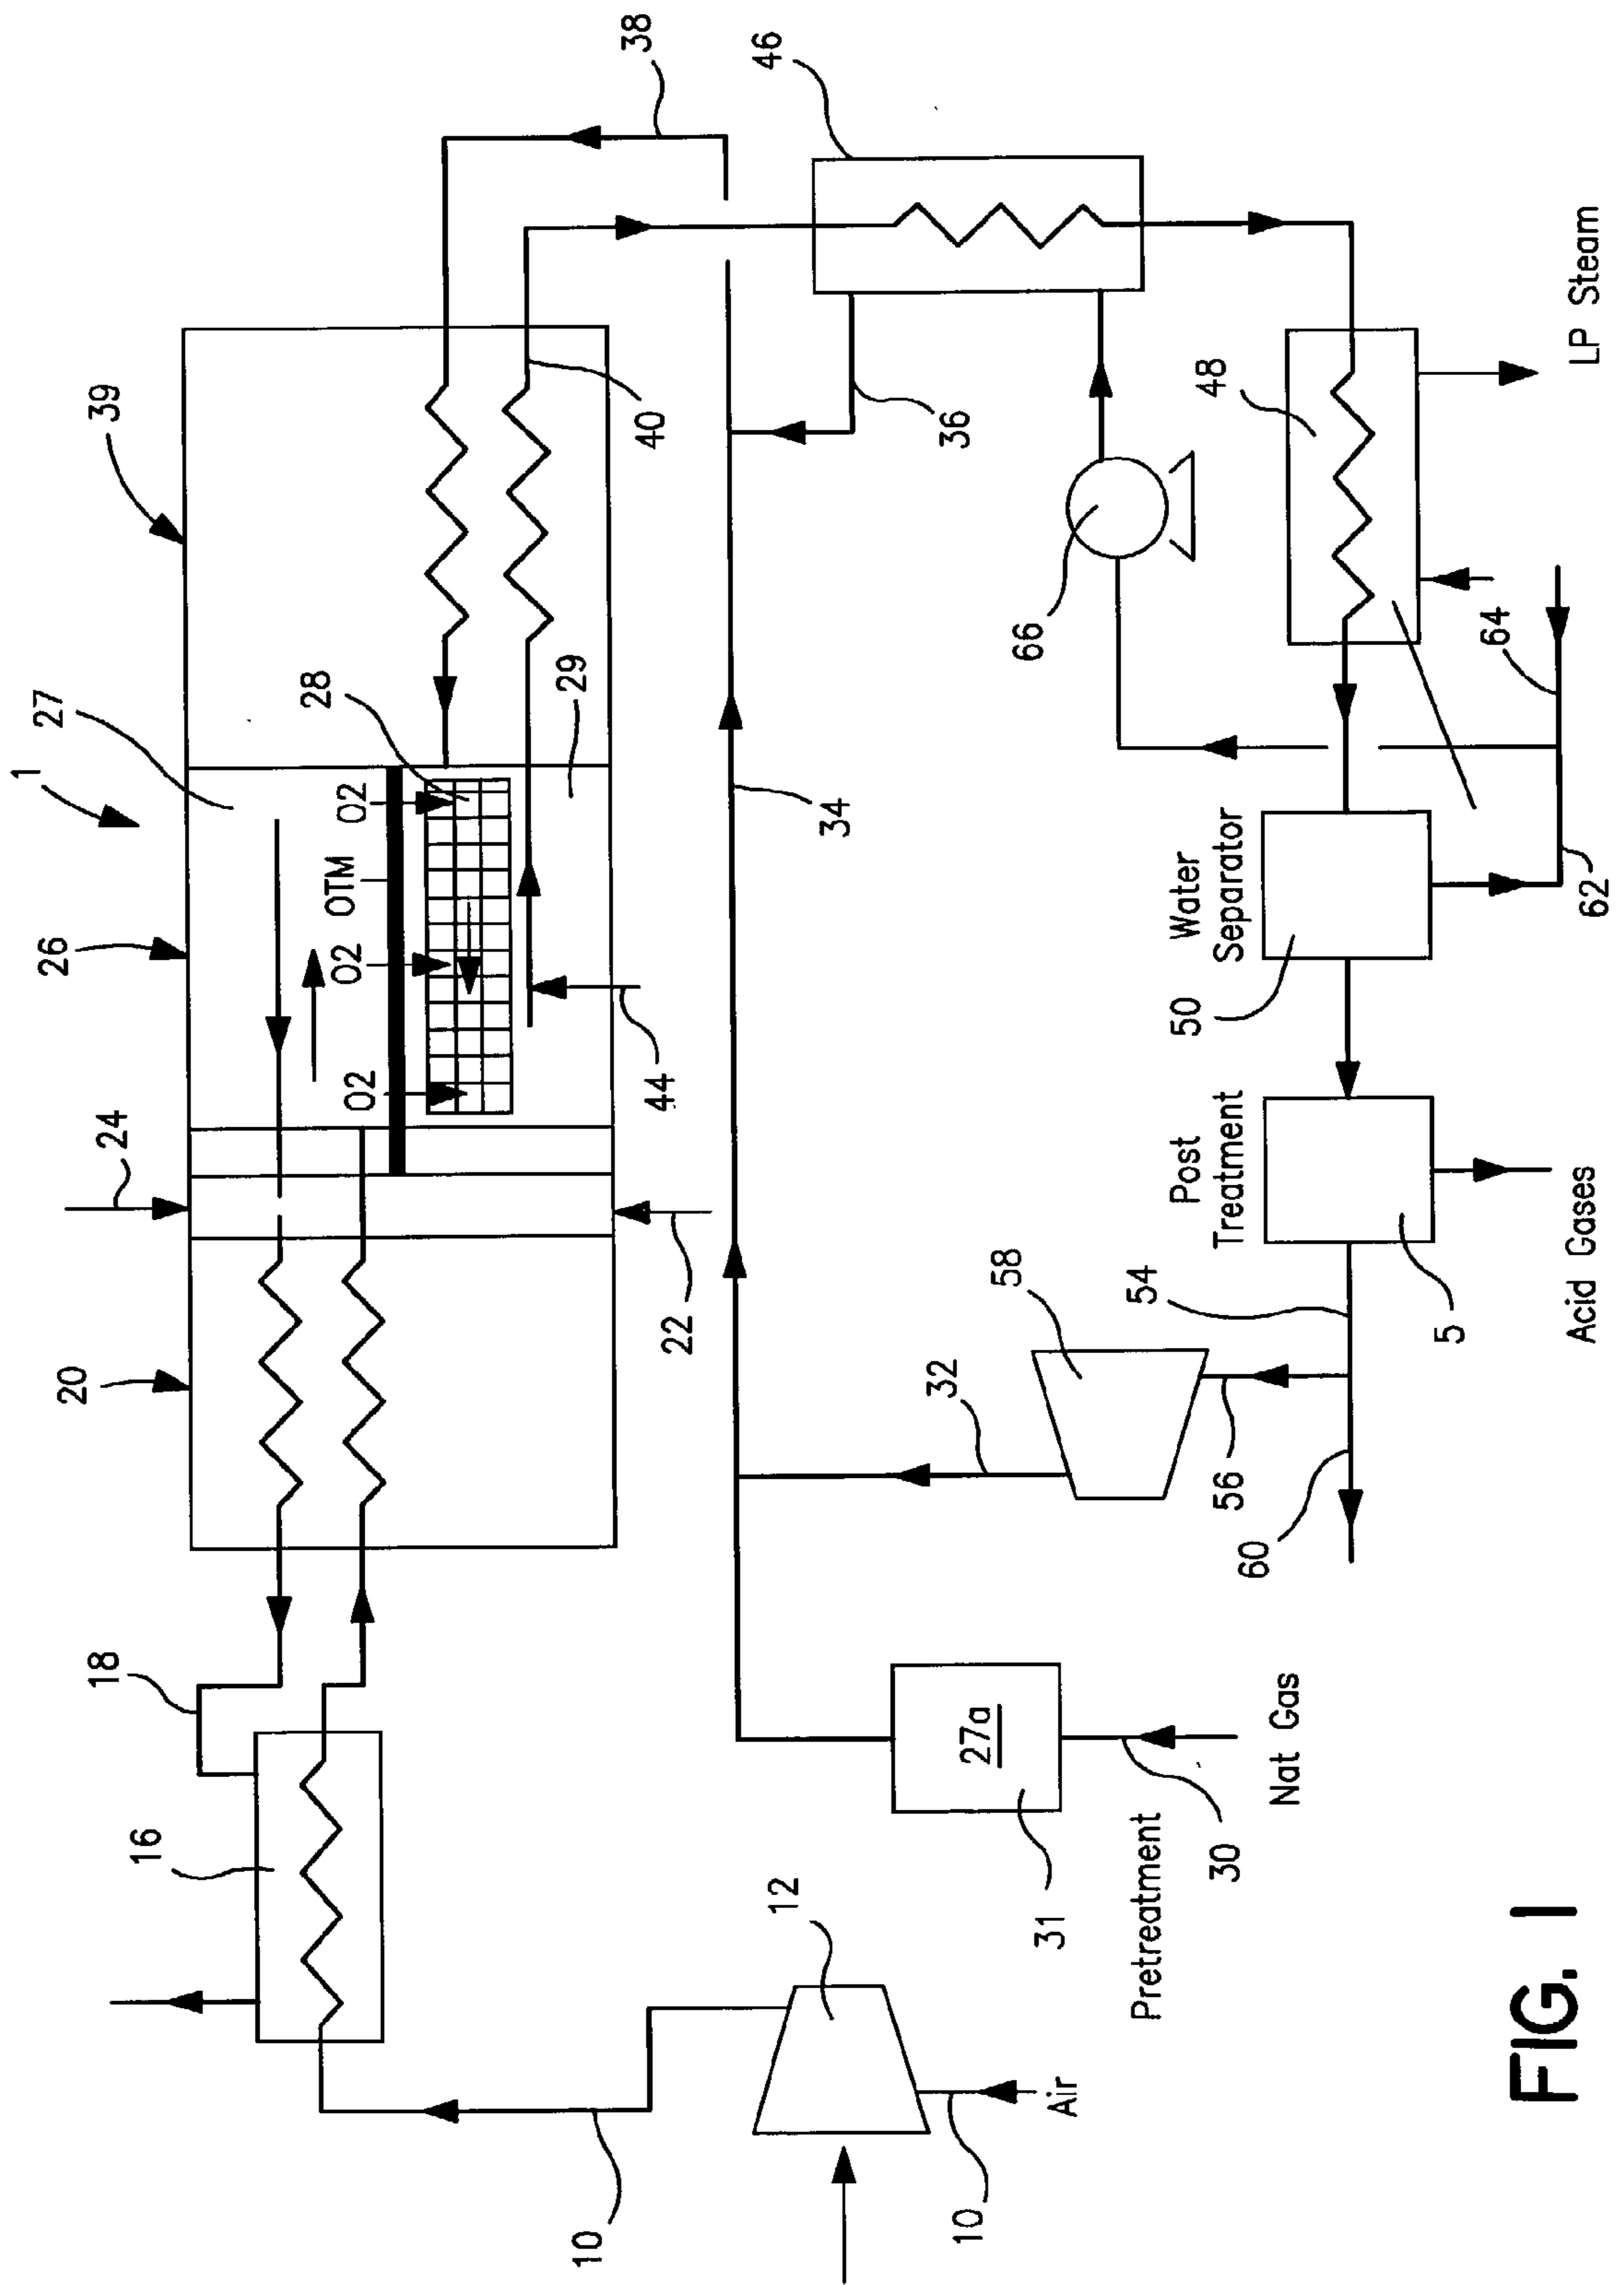 1
39
38
27
26
24
20
18
16
O2
O2
O2
OTM
28
29
40
44
22
46
36
34
66
48
LP Steam
64
62
Water
Separator
50
Post
Treatment
5
Acid Gases
54
56
58
32
60
27a
31
Pretreatment
30
Nat Gas
12
10
10
Air
FIG. 1